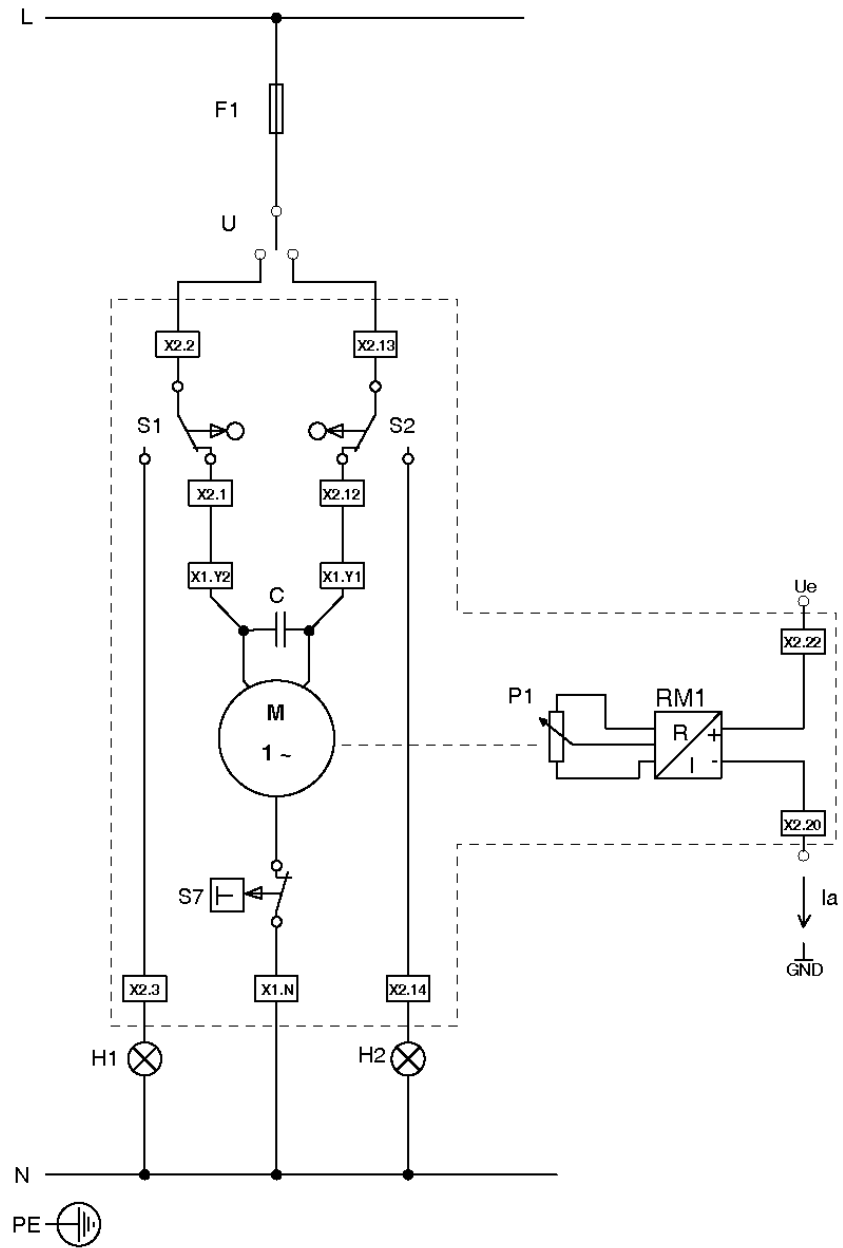 L
F1
U
X2.2
X2.13
S1
S2
X2.1
X2.12
X1.Y2
X1.Y1
C
Ue
X2.22
P1
RM1
M
1 ~
R
+
I
-
X2.20
S7
Ia
GND
X2.3
X1.N
X2.14
H1
H2
N
PE